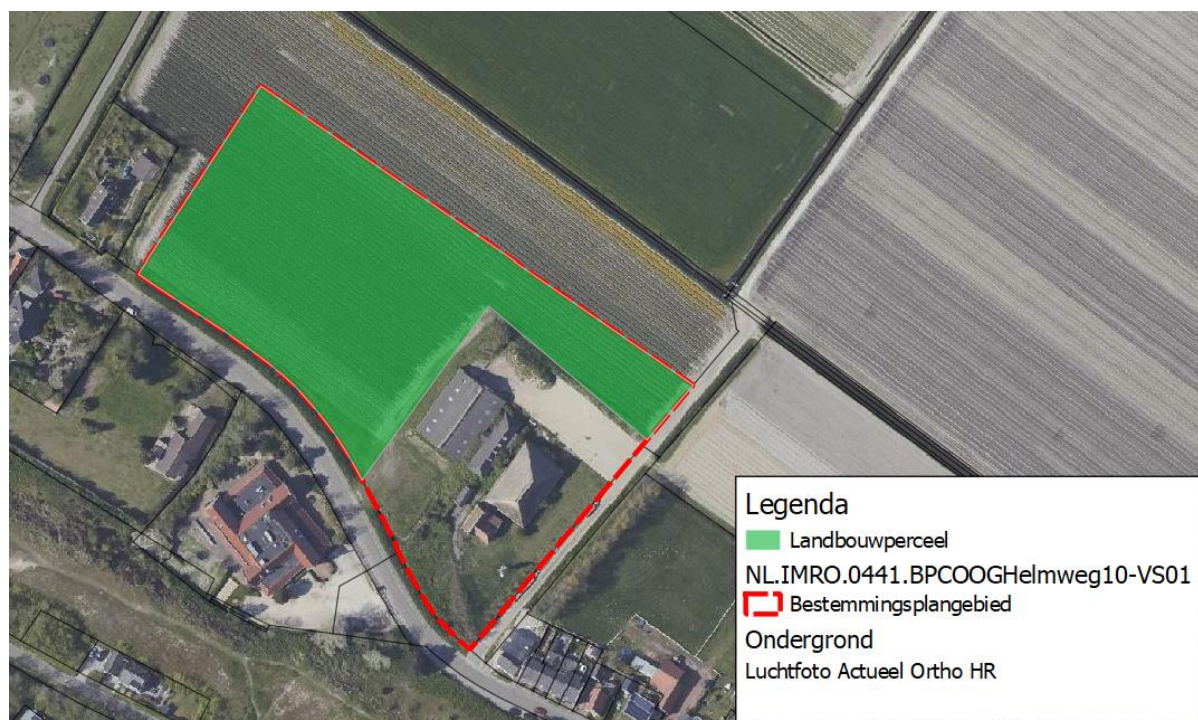 Legenda
Landbouwperceel
NL.IMRO.0441.BPCOOGHelmweg10-VS01
Bestemmingsplangebied
Ondergrond
Luchtfoto Actueel Ortho HR